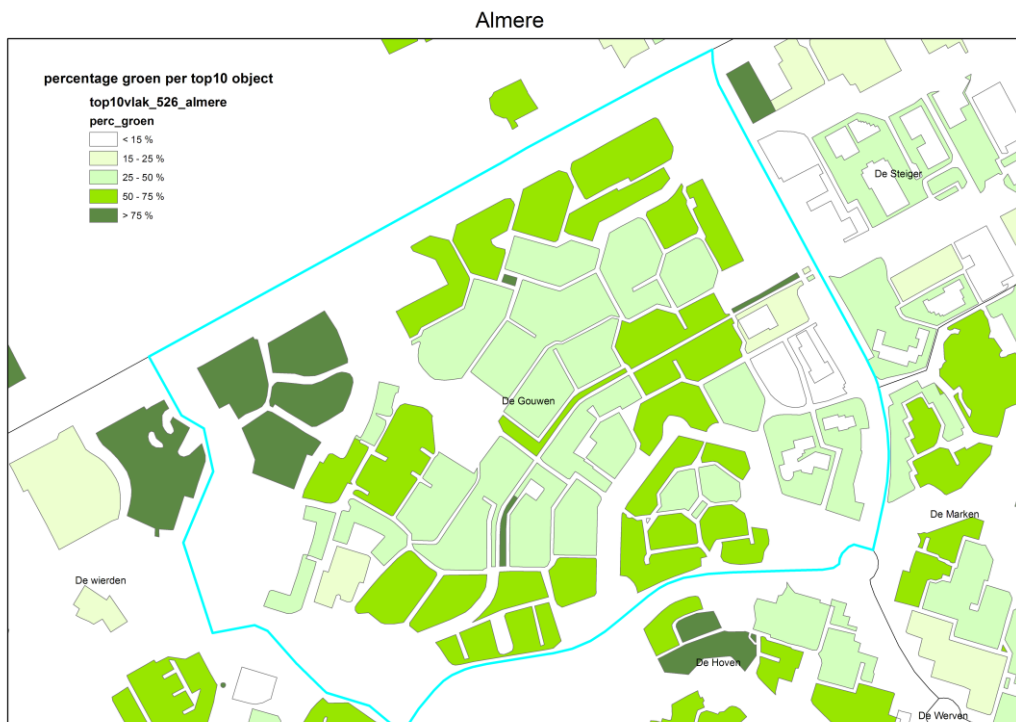 Almere
percentage groen per top10 object
top10vlak_526_almere
perc_groen
< 15 %
15 - 25 %
25 - 50 %
50 - 75 %
> 75 %
De Steiger
De Gouwen
De Marken
De wierden
De Hoven
De Werven